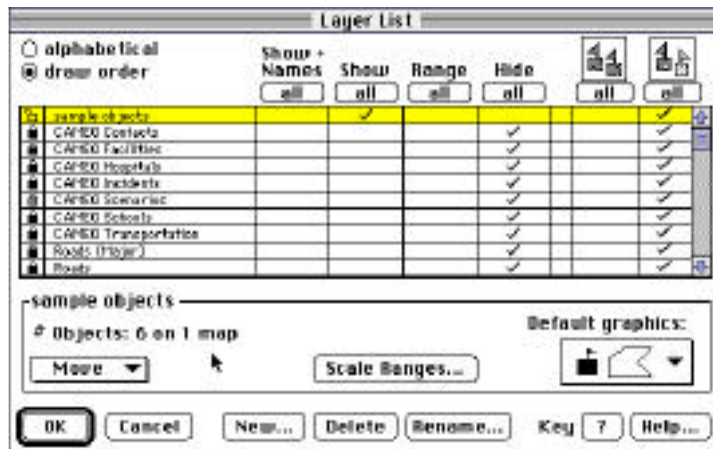 Layer List
alphabetical
draw order
Show + Names Show Range Hide
all all all all all all
sample objects
CAMEO Contacts
CAMEO Facilities
CAMEO Hospitals
CAMEO Incidents
CAMEO Scenarios
CAMEO Schools
CAMEO Transportation
Roads (Major)
Roads
sample objects
# Objects: 6 on 1 map
Default graphics:
Move
Scale Ranges...
OK Cancel New... Delete Rename... Key ? Help...